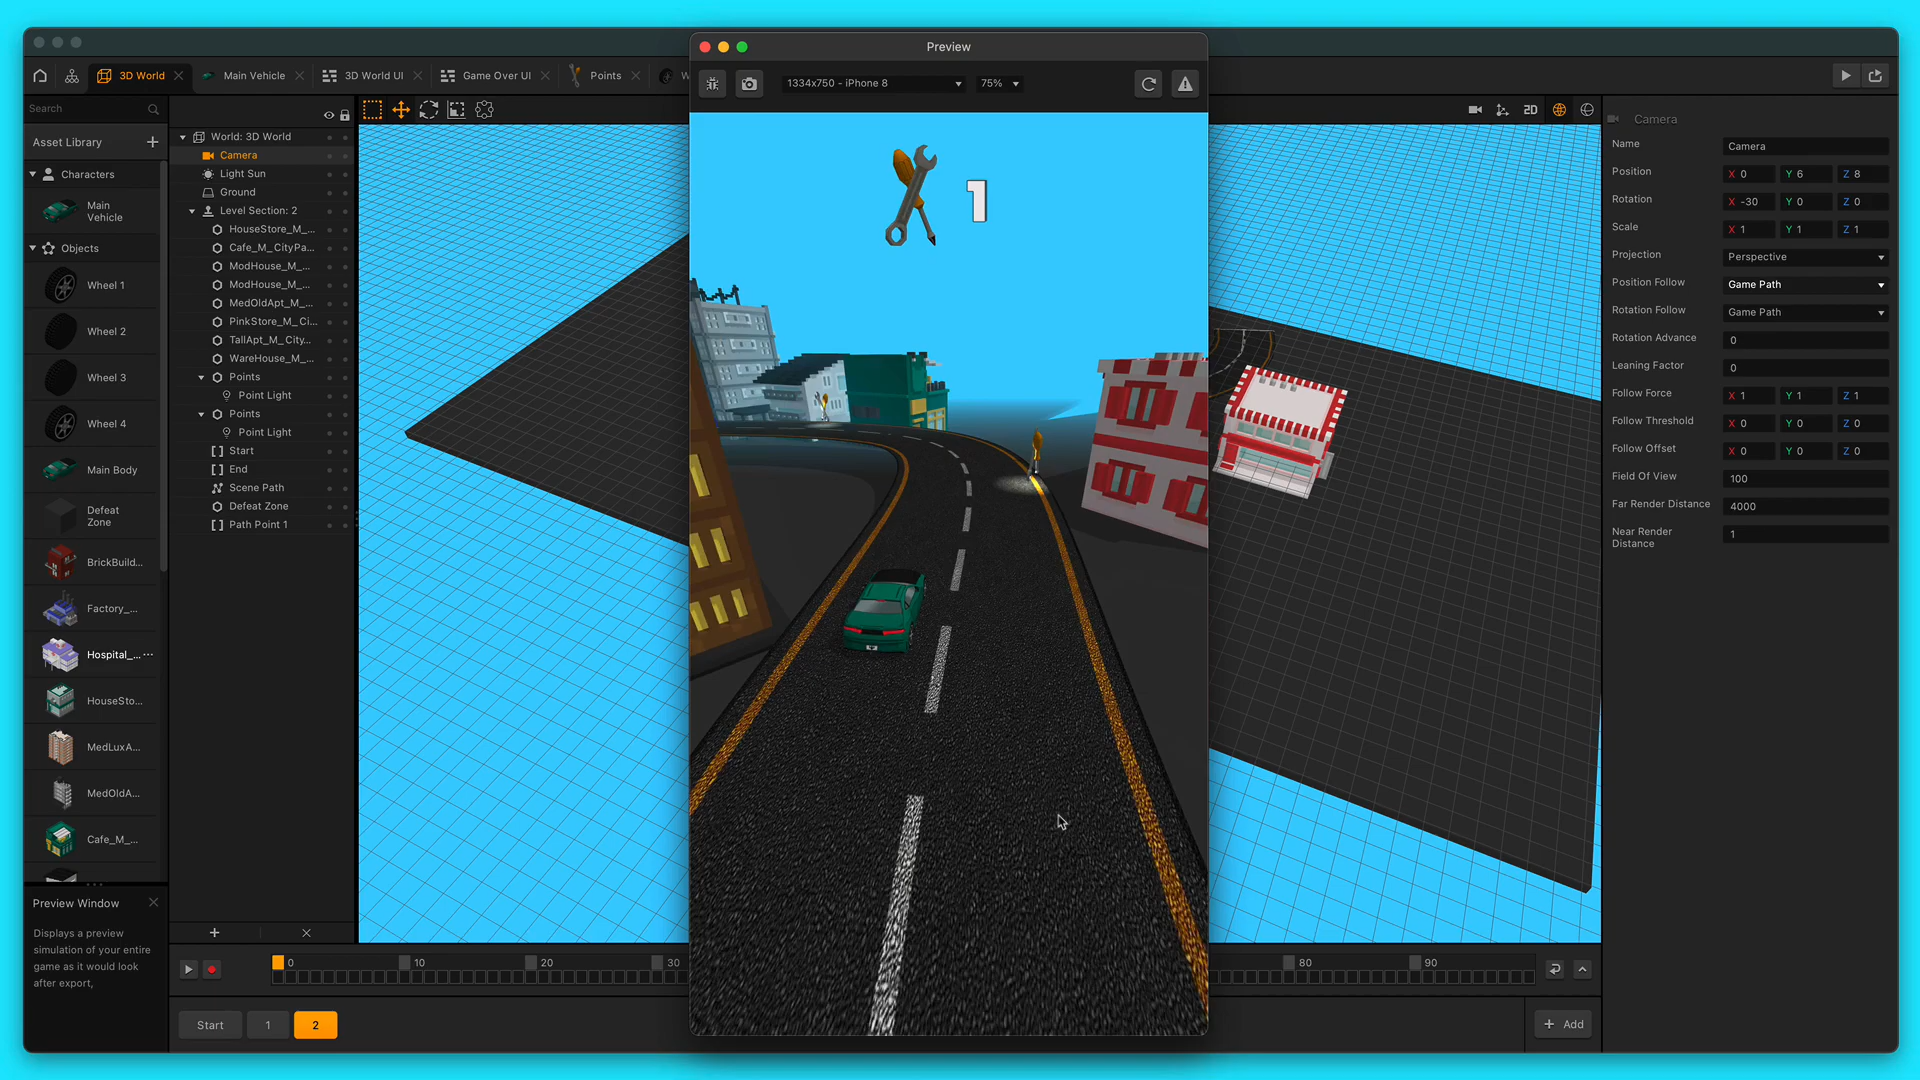 Preview
3D World
Main Vehicle
3D World UI
Game Over UI
Points
1334x750 - iPhone 8
75%
Search
Asset Library
Characters
Main
Vehicle
Objects
Wheel 1
Wheel 2
Wheel 3
Wheel 4
Main Body
Defeat
Zone
BrickBuild...
Factory_...
Hospital_...
HouseSto...
MedLuxA...
MedOldA...
Cafe_M_...
Preview Window
Displays a preview
simulation of your entire
game as it would look
after export,
World: 3D World
Camera
Light Sun
Ground
Level Section: 2
HouseStore_M_...
Cafe_M_CityPa...
ModHouse_M_...
ModHouse_M_...
MedOldApt_M_...
PinkStore_M_Ci...
TallApt_M_City...
WareHouse_M_...
Points
Point Light
Points
Point Light
Start
End
Scene Path
Defeat Zone
Path Point 1
1
2D
Camera
Name Camera
Position X 0 Y 6 Z 8
Rotation X -30 Y 0 Z 0
Scale X 1 Y 1 Z 1
Projection Perspective
Position Follow Game Path
Rotation Follow Game Path
Rotation Advance 0
Leaning Factor 0
Follow Force X 1 Y 1 Z 1
Follow Threshold X 0 Y 0 Z 0
Follow Offset X 0 Y 0 Z 0
Field Of View 100
Far Render Distance 4000
Near Render
Distance 1
0 10 20 30 80 90
Start 1 2
Add